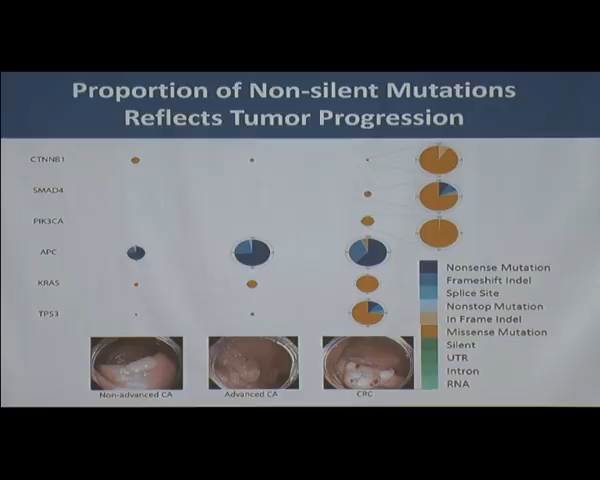 Proportion of Non-silent Mutations
Reflects Tumor Progression
CTNNB1
SMAD4
PIK3CA
APC
KRAS
TP53
Nonsense Mutation
Frameshift Indel
Splice Site
Nonstop Mutation
In Frame Indel
Missense Mutation
Silent
UTR
Intron
RNA
Non-advanced CA
Advanced CA
CRC